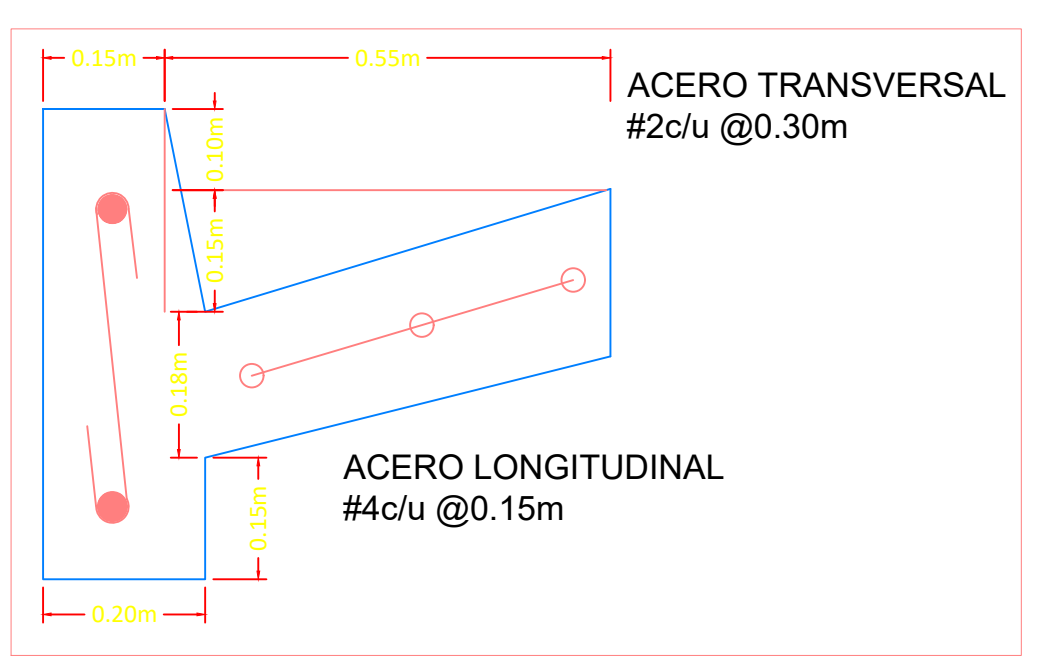 0.15m
0.55m
ACERO TRANSVERSAL
#2c/u @0.30m
0.10m
0.15m
0.18m
ACERO LONGITUDINAL
#4c/u @0.15m
0.15m
0.20m